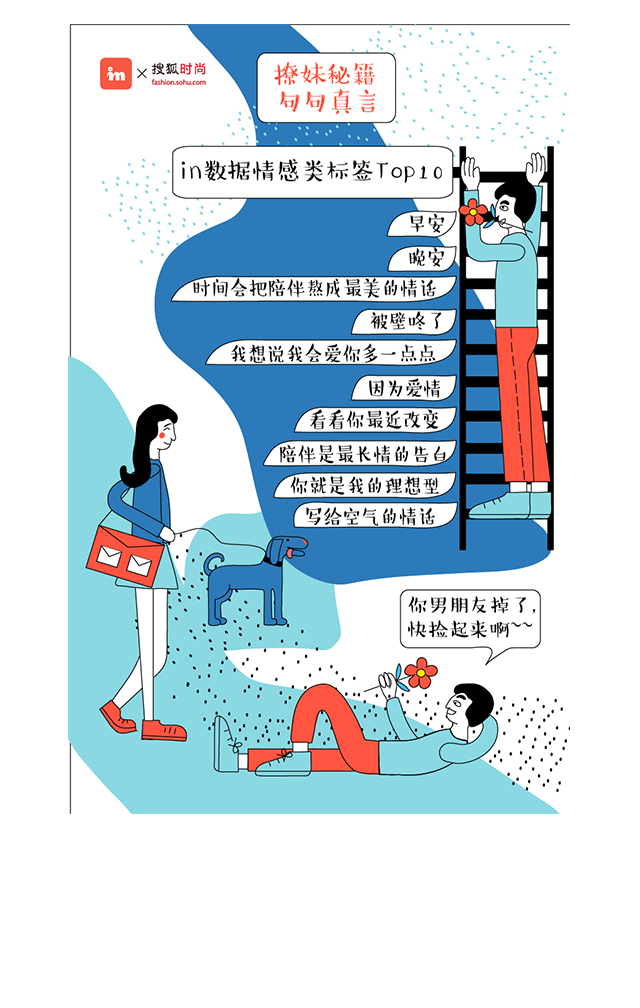 in × 搜狐时尚
fashion.sohu.com
撩妹秘籍
句句真言
in数据情感类标签Top10
早安
晚安
时间会把陪伴熬成最美的情话
被壁咚了
我想说我会爱你多一点点
因为爱情
看看你最近改变
陪伴是最长情的告白
你就是我的理想型
写给空气的情话
你男朋友掉了,
快捡起来啊~~